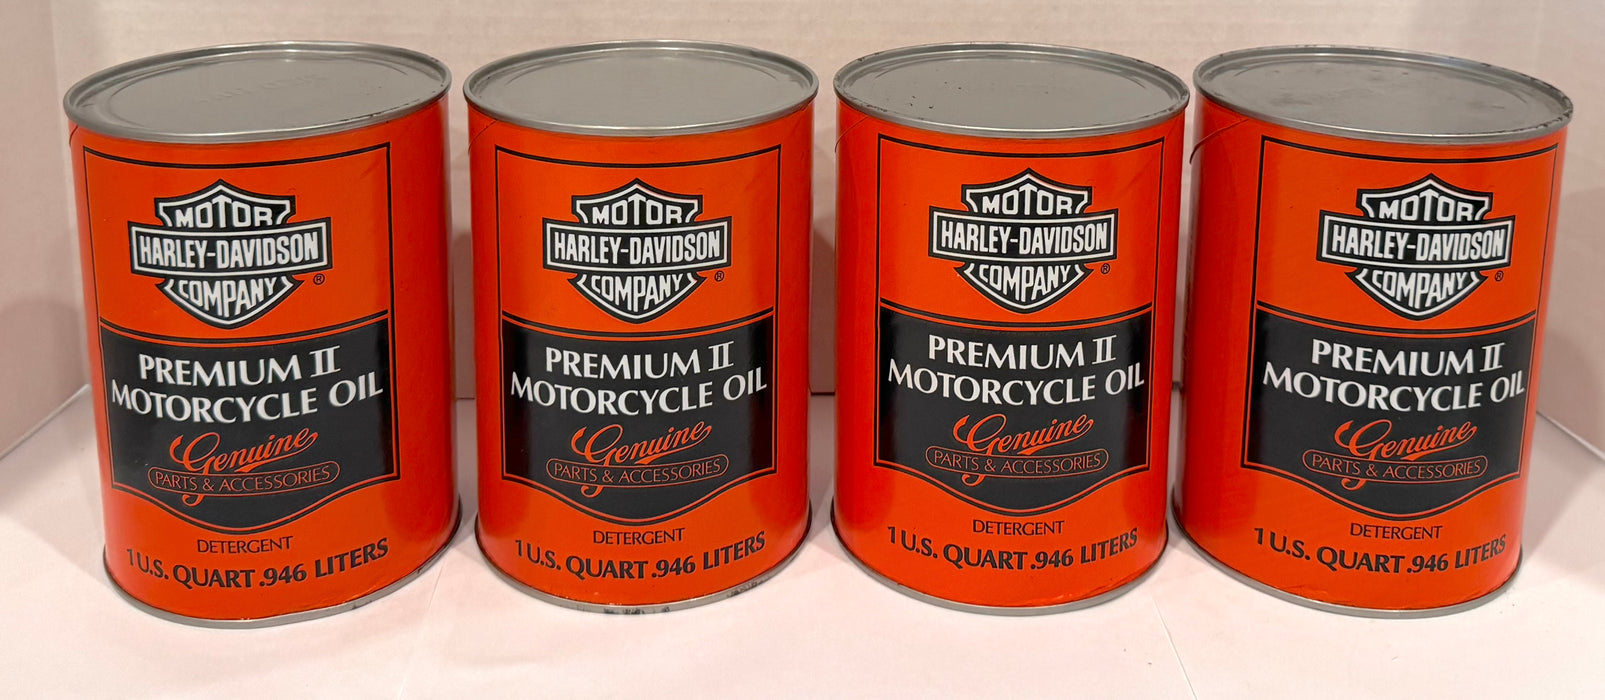 MOTOR
HARLEY-DAVIDSON
COMPANY
®
PREMIUM II
MOTORCYCLE OIL
Genuine
PARTS & ACCESSORIES
DETERGENT
1 U.S. QUART .946 LITERS
MOTOR
HARLEY-DAVIDSON
COMPANY
®
PREMIUM II
MOTORCYCLE OIL
Genuine
PARTS & ACCESSORIES
DETERGENT
1 U.S. QUART .946 LITERS
MOTOR
HARLEY-DAVIDSON
COMPANY
®
PREMIUM II
MOTORCYCLE OIL
Genuine
PARTS & ACCESSORIES
DETERGENT
1 U.S. QUART .946 LITERS
MOTOR
HARLEY-DAVIDSON
COMPANY
®
PREMIUM II
MOTORCYCLE OIL
Genuine
PARTS & ACCESSORIES
DETERGENT
1 U.S. QUART .946 LITERS